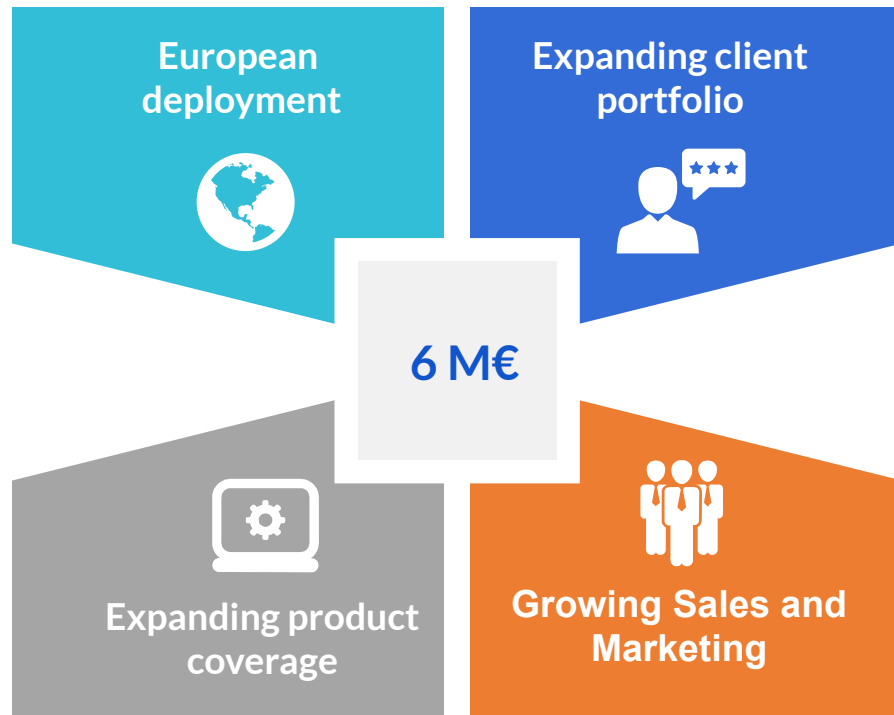 European
deployment
Expanding client
portfolio
6 M€
Expanding product
coverage
Growing Sales and
Marketing